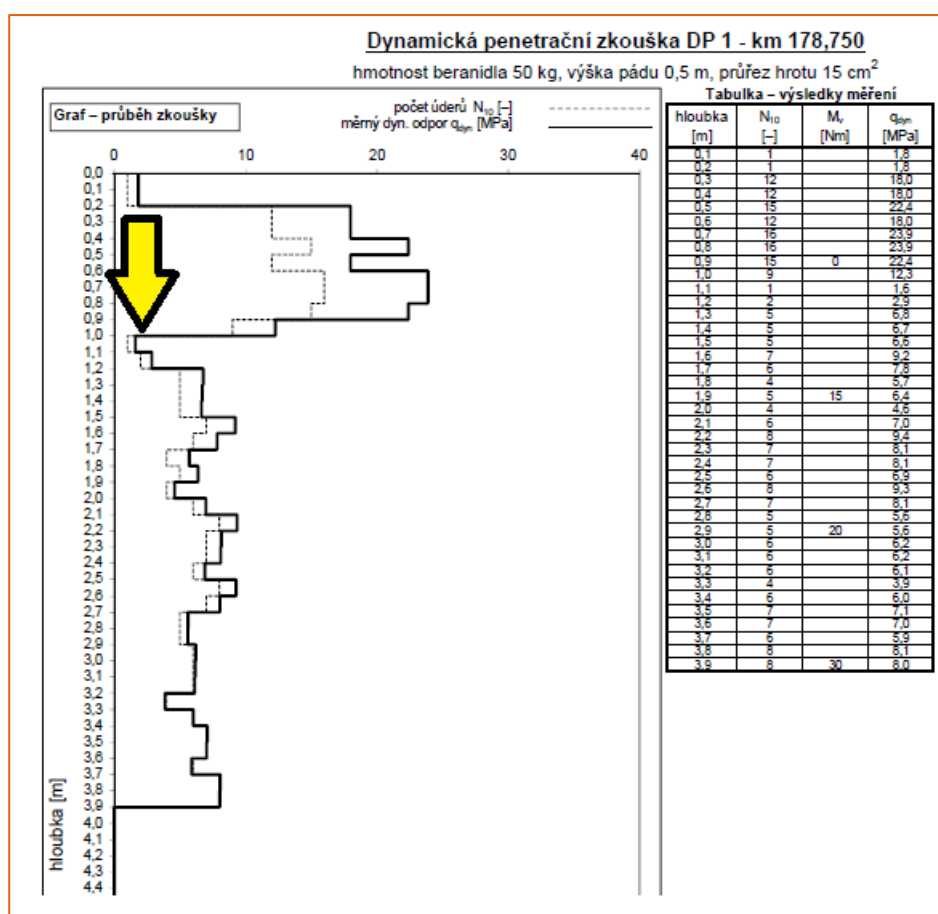 Dynamická penetrační zkouška DP 1 - km 178,750
hmotnost beranidla 50 kg, výška pádu 0,5 m, průřez hrotu 15 cm²
Graf – průběh zkoušky
počet úderů N₁₀ [–]
měrný dyn. odpor q_dyn [MPa]
0 10 20 30 40
0,0
0,1
0,2
0,3
0,4
0,5
0,6
0,7
0,8
0,9
1,0
1,1
1,2
1,3
1,4
1,5
1,6
1,7
1,8
1,9
2,0
2,1
2,2
2,3
2,4
2,5
2,6
2,7
2,8
2,9
3,0
3,1
3,2
3,3
3,4
3,5
3,6
3,7
3,8
3,9
4,0
4,1
4,2
4,3
4,4
hloubka [m]
Tabulka – výsledky měření
hloubka N₁₀ Mᵥ q_dyn
[m] [–] [Nm] [MPa]
0,1 1 1,8
0,2 1 1,8
0,3 12 18,0
0,4 12 18,0
0,5 15 22,4
0,6 12 18,0
0,7 16 23,9
0,8 16 23,9
0,9 15 0 22,4
1,0 9 12,3
1,1 1 1,6
1,2 2 2,9
1,3 5 6,8
1,4 5 6,7
1,5 5 6,6
1,6 7 9,2
1,7 6 7,8
1,8 4 5,7
1,9 5 15 6,4
2,0 4 4,6
2,1 6 7,0
2,2 8 9,4
2,3 7 8,1
2,4 7 8,1
2,5 6 6,9
2,6 8 9,3
2,7 7 8,1
2,8 5 5,6
2,9 5 20 5,6
3,0 6 6,2
3,1 6 6,2
3,2 6 6,1
3,3 4 3,9
3,4 6 6,0
3,5 7 7,1
3,6 7 7,0
3,7 6 5,9
3,8 8 8,1
3,9 8 30 8,0